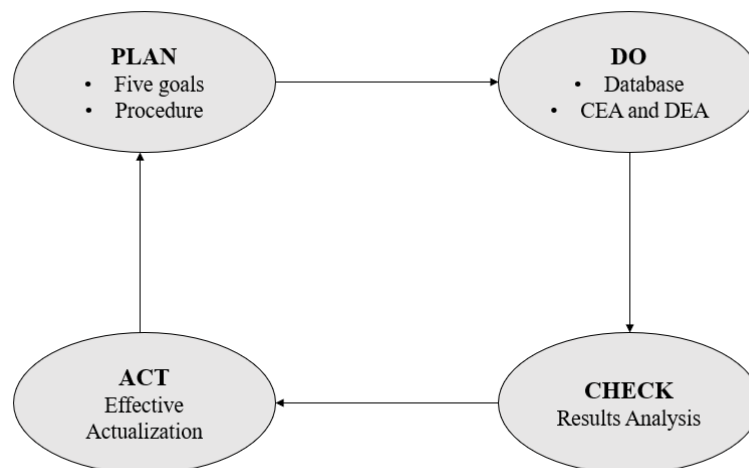 PLAN
• Five goals
• Procedure
DO
• Database
• CEA and DEA
ACT
Effective
Actualization
CHECK
Results Analysis